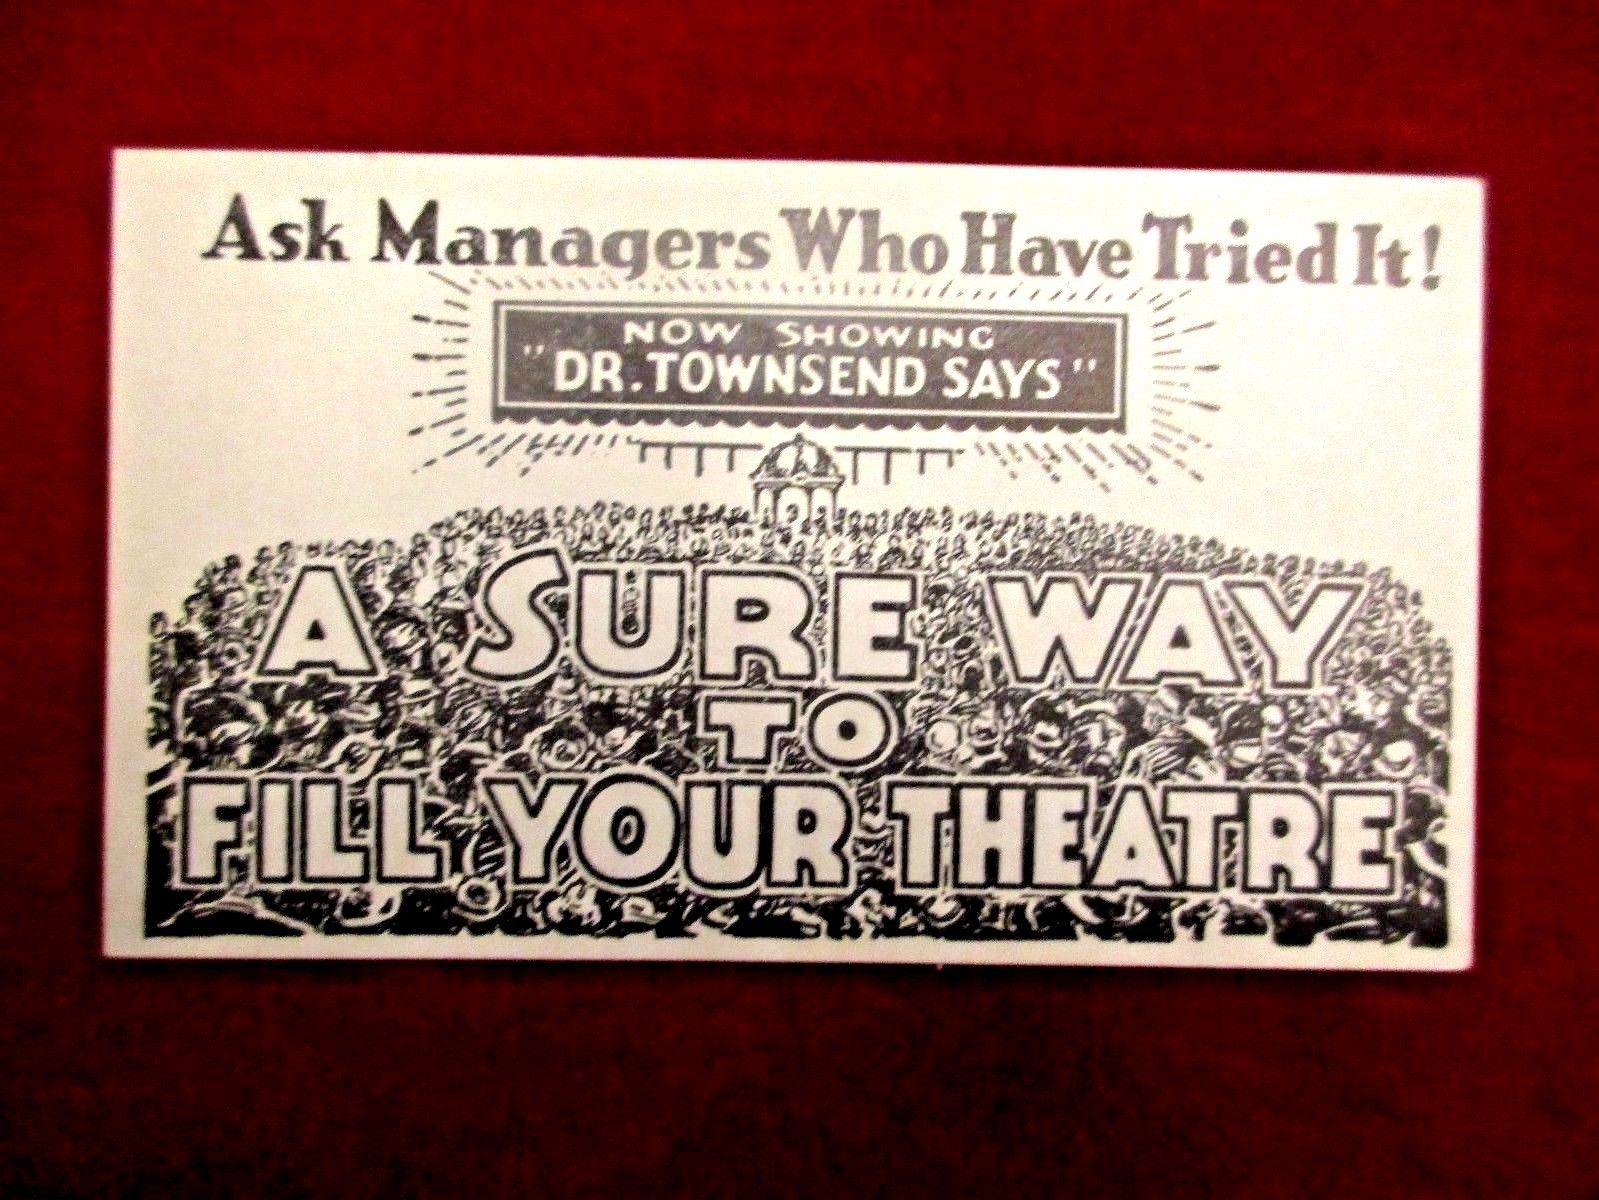 Ask Managers Who Have Tried It!
NOW SHOWING
"DR. TOWNSEND SAYS"
A SURE WAY
TO
FILL YOUR THEATRE